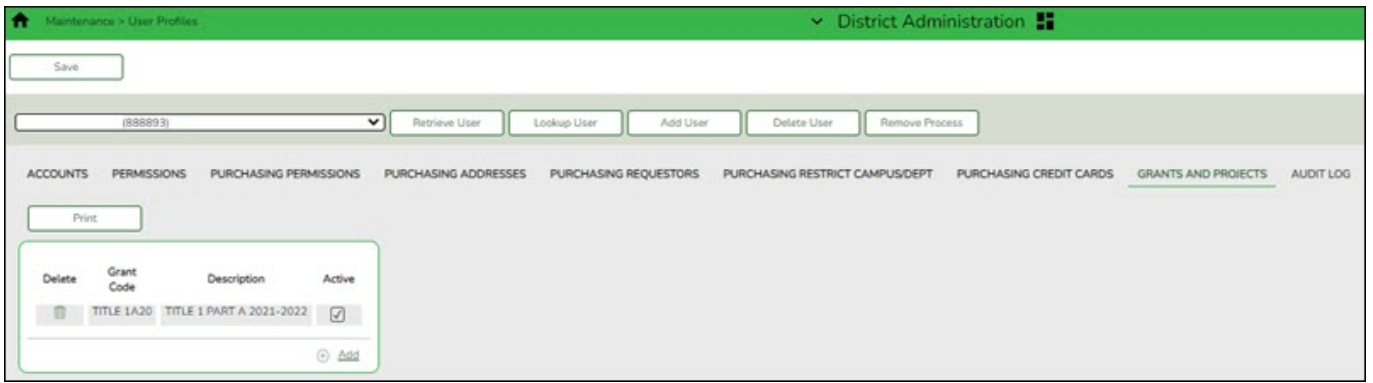 Maintenance > User Profiles
District Administration
Save
(888893)
Retrieve User
Lookup User
Add User
Delete User
Remove Process
ACCOUNTS PERMISSIONS PURCHASING PERMISSIONS PURCHASING ADDRESSES PURCHASING REQUESTORS PURCHASING RESTRICT CAMPUS/DEPT PURCHASING CREDIT CARDS GRANTS AND PROJECTS AUDIT LOG
Print
Delete Grant Code Description Active
TITLE 1A20 TITLE 1 PART A 2021-2022
Add